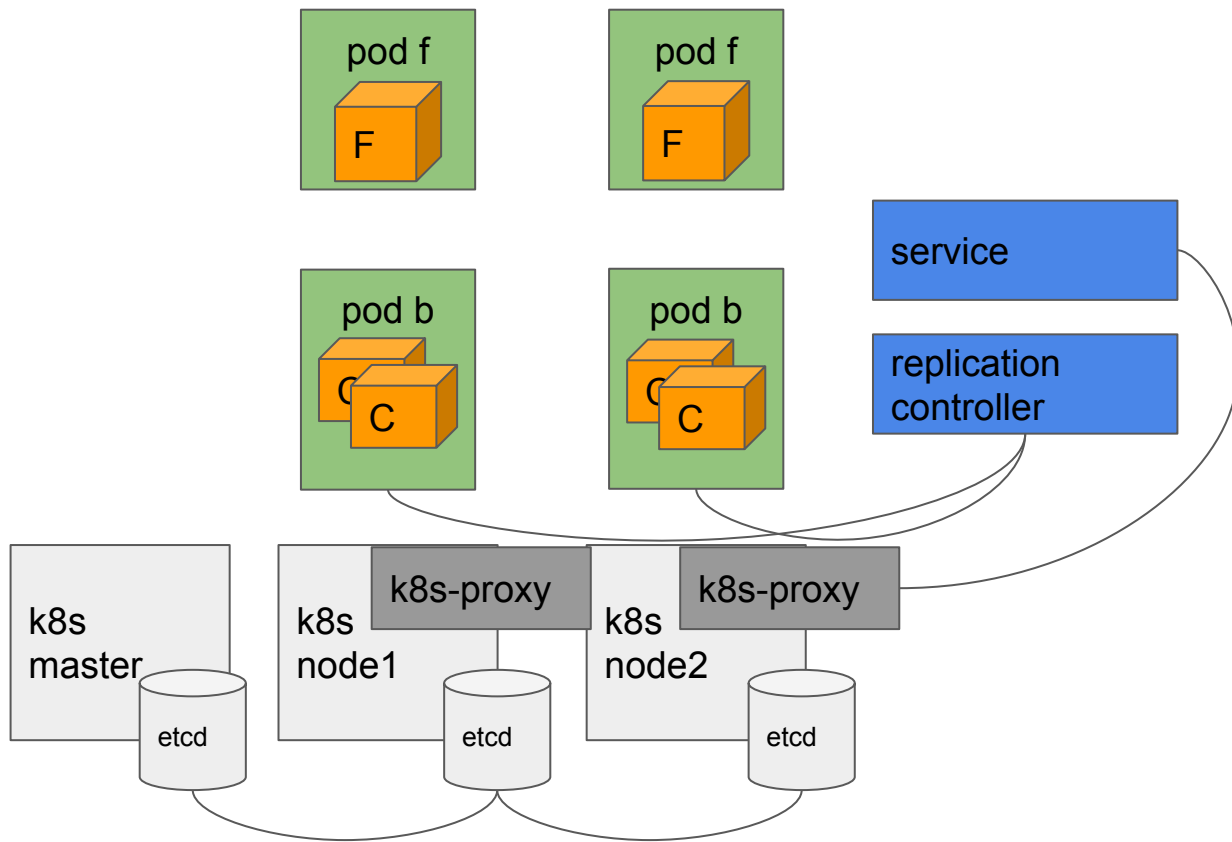 pod f
F
pod f
F
service
pod b
C
C
pod b
C
C
replication
controller
k8s
master
etcd
k8s-proxy
k8s
node1
etcd
k8s-proxy
k8s
node2
etcd